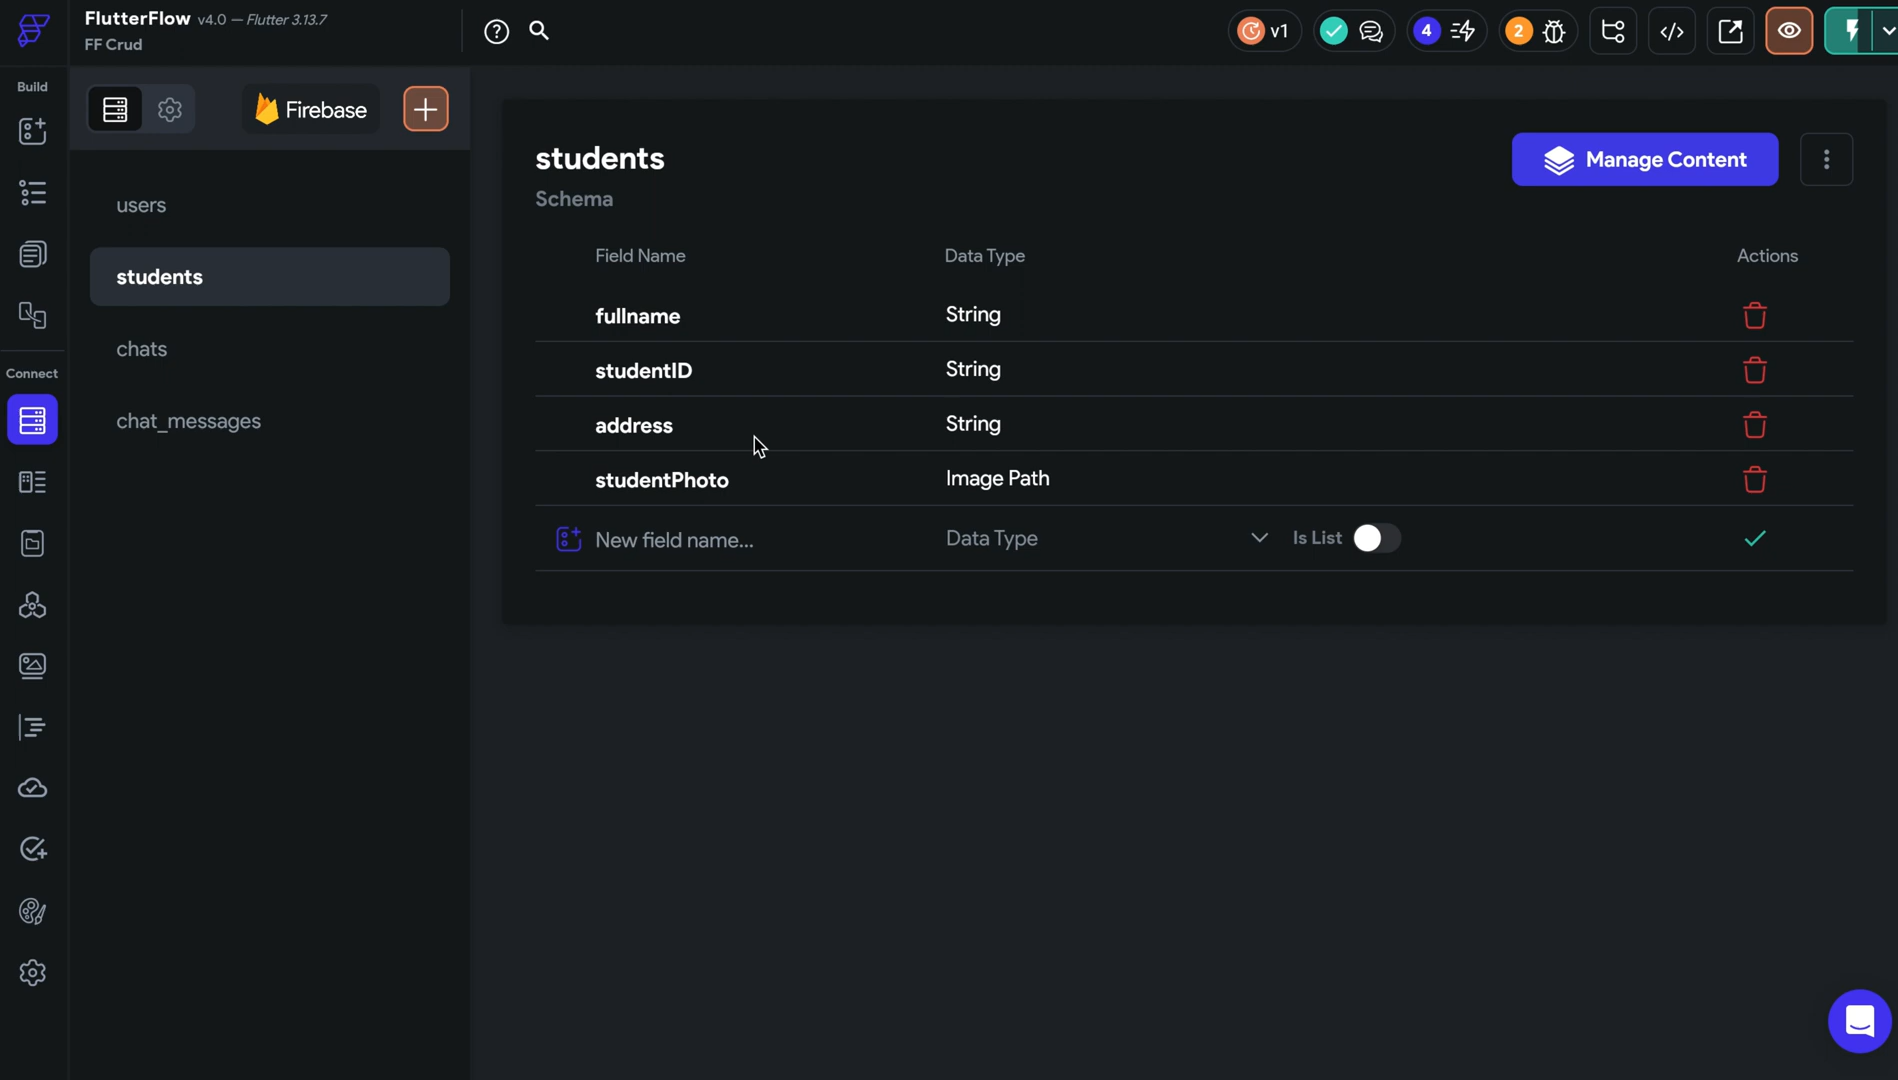 FlutterFlow v4.0 — Flutter 3.13.7
FF Crud
v1
4
2
Build
Firebase
users
students
chats
chat_messages
Connect
students
Manage Content
Schema
Field Name Data Type Actions
fullname String
studentID String
address String
studentPhoto Image Path
New field name... Data Type Is List